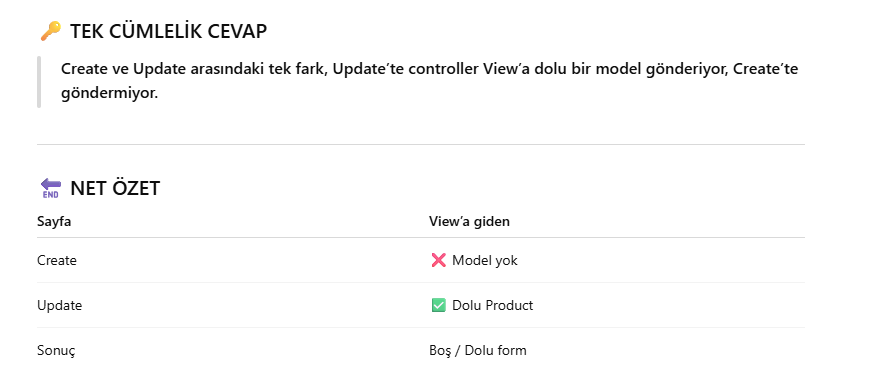 🔑 TEK CÜMLELİK CEVAP
Create ve Update arasındaki tek fark, Update’te controller View’a dolu bir model gönderiyor, Create’te
göndermiyor.
🔚 NET ÖZET
Sayfa View’a giden
Create ❌ Model yok
Update ✅ Dolu Product
Sonuç Boş / Dolu form